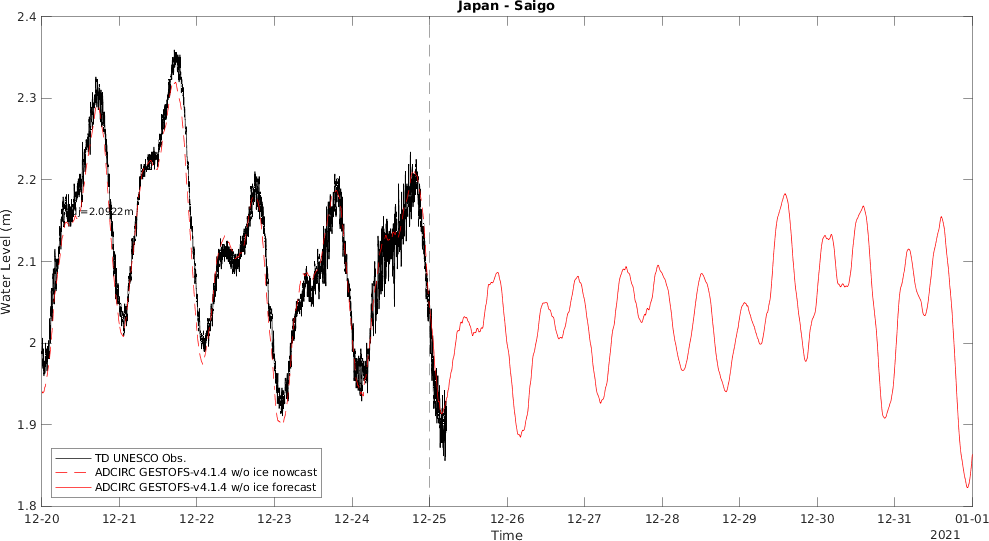 Japan - Saigo
2.4
2.3
2.2
2.1
2
1.9
1.8
Water Level (m)
=2.0922m
TD UNESCO Obs.
ADCIRC GESTOFS-v4.1.4 w/o ice nowcast
ADCIRC GESTOFS-v4.1.4 w/o ice forecast
12-20 12-21 12-22 12-23 12-24 12-25 12-26 12-27 12-28 12-29 12-30 12-31 01-01
Time
2021